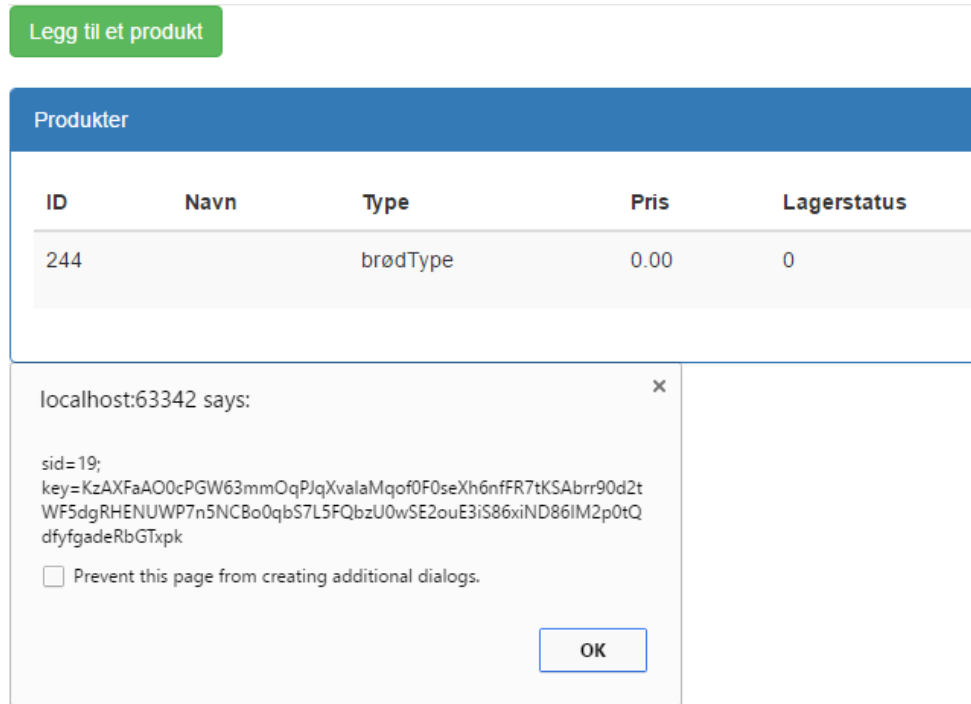 Legg til et produkt
Produkter
ID Navn Type Pris Lagerstatus
244 brødType 0.00 0
localhost:63342 says:
sid=19;
key=KzAXFaAO0cPGW63mmOqPJqXvalaMqof0F0seXh6nfFR7tKSAbrr90d2t
WF5dgRHENUWP7n5NCBo0qbS7L5FQbzU0wSE2ouE3iS86xiND86IM2p0tQ
dfyfgadeRbGTxpk
Prevent this page from creating additional dialogs.
OK